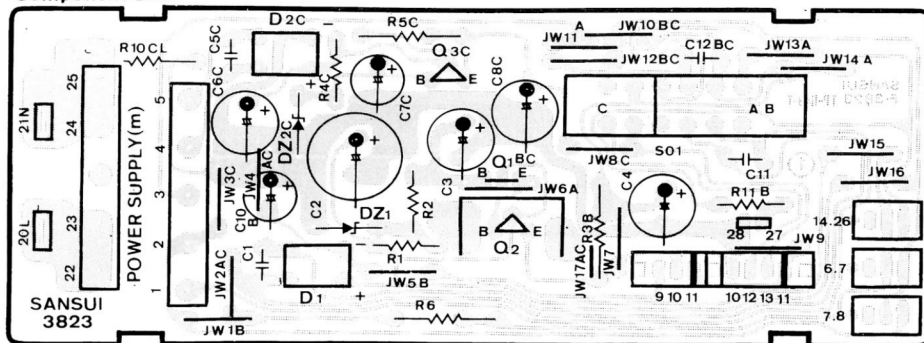 D2C
R5C
A
JW10 BC
JW11
Q3C
C12 BC
JW13A
JW12BC
JW14 A
R10 CL
C5C
C6C
R4C
C7C
C8C
B
E
25
24
23
22
21N
20L
POWER SUPPLY (m)
5
4
3
2
1
C
A B
DZ2C
JW3C
JW4
AC
B
C10
C2
DZ1
R2
C3
Q1
BC
B
E
JW8C
S01
C11
JW15
JW6A
C4
R11 B
JW16
R3B
B
E
Q2
28
27
14.26
C1
R1
JW7
JW9
JW17AC
6.7
JW2AC
D1
JW5B
9 10 11
10 12 13 11
SANSUI
3823
R6
7.8
JW1B